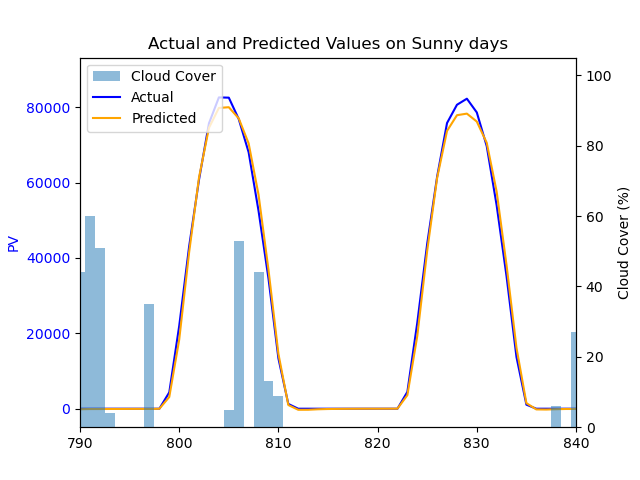 Actual and Predicted Values on Sunny days
Cloud Cover
Actual
Predicted
80000
60000
40000
20000
0
PV
100
80
60
40
20
0
Cloud Cover (%)
790 800 810 820 830 840